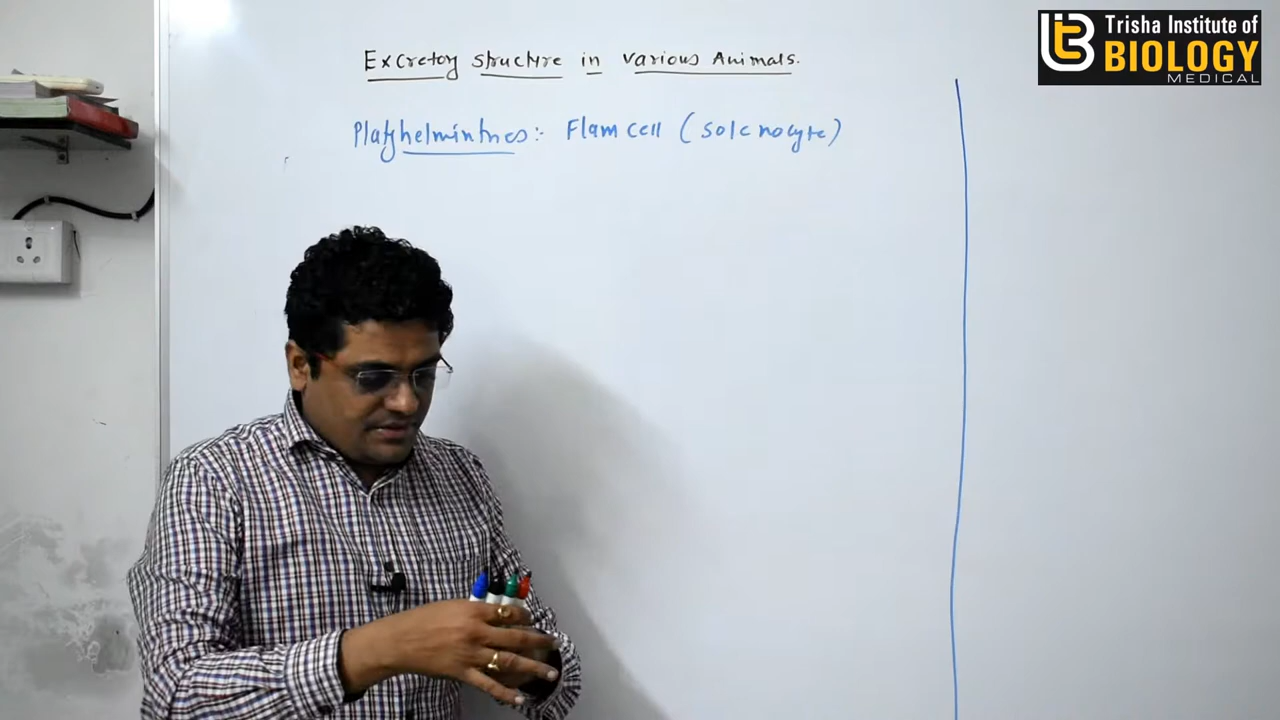 Trisha Institute of
BIOLOGY
MEDICAL
Excretory structure in various Animals.
Platyhelminthes:- Flam cell (solenocyte)